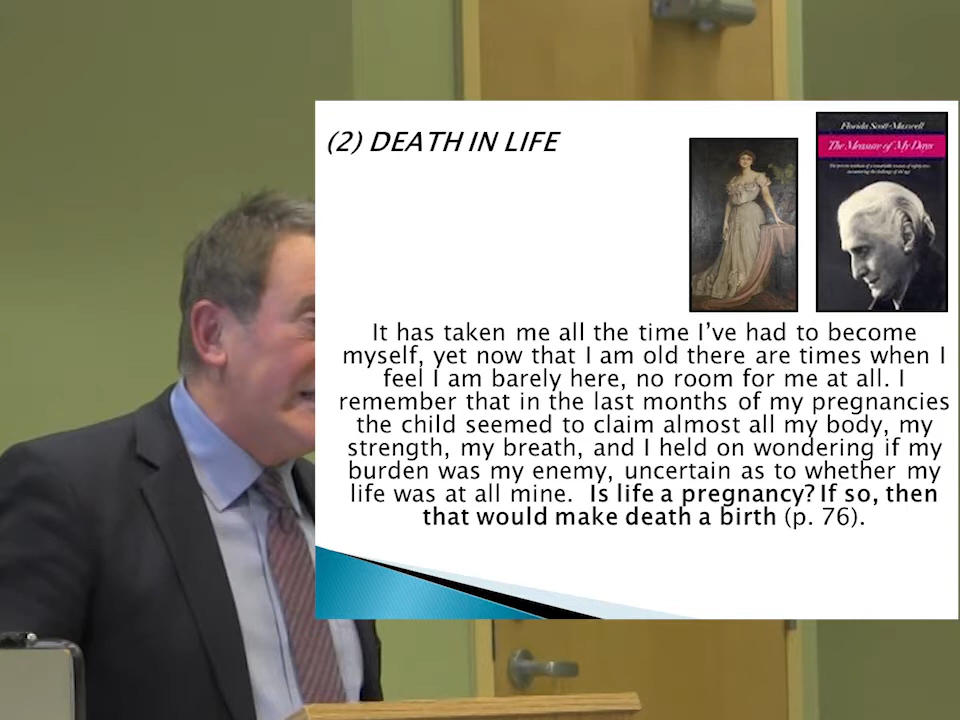 (2) DEATH IN LIFE
Florida Scott-Maxwell
The Measure of My Days
It has taken me all the time I've had to become
myself, yet now that I am old there are times when I
feel I am barely here, no room for me at all. I
remember that in the last months of my pregnancies
the child seemed to claim almost all my body, my
strength, my breath, and I held on wondering if my
burden was my enemy, uncertain as to whether my
life was at all mine.  Is life a pregnancy? If so, then
that would make death a birth (p. 76).